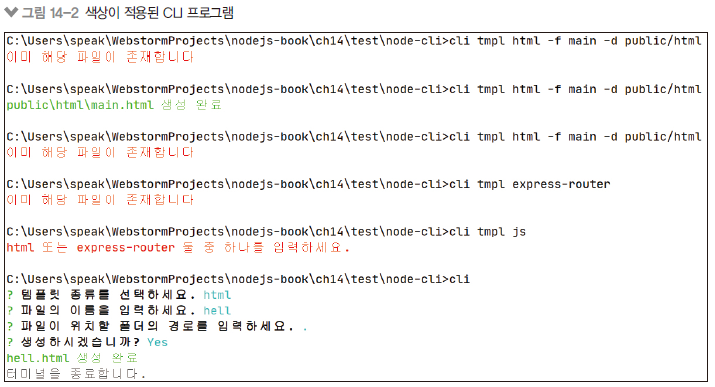 그림 14-2 색상이 적용된 CLI 프로그램
C:\Users\speak\WebstormProjects\nodejs-book\ch14\test\node-cli>cli tmpl html -f main -d public/html
이미 해당 파일이 존재합니다
C:\Users\speak\WebstormProjects\nodejs-book\ch14\test\node-cli>cli tmpl html -f main -d public/html
public\html\main.html 생성 완료
C:\Users\speak\WebstormProjects\nodejs-book\ch14\test\node-cli>cli tmpl html -f main -d public/html
이미 해당 파일이 존재합니다
C:\Users\speak\WebstormProjects\nodejs-book\ch14\test\node-cli>cli tmpl express-router
이미 해당 파일이 존재합니다
C:\Users\speak\WebstormProjects\nodejs-book\ch14\test\node-cli>cli tmpl js
html 또는 express-router 둘 중 하나를 입력하세요.
C:\Users\speak\WebstormProjects\nodejs-book\ch14\test\node-cli>cli
? 템플릿 종류를 선택하세요. html
? 파일의 이름을 입력하세요. hell
? 파일이 위치할 폴더의 경로를 입력하세요. .
? 생성하시겠습니까? Yes
hell.html 생성 완료
터미널을 종료합니다.